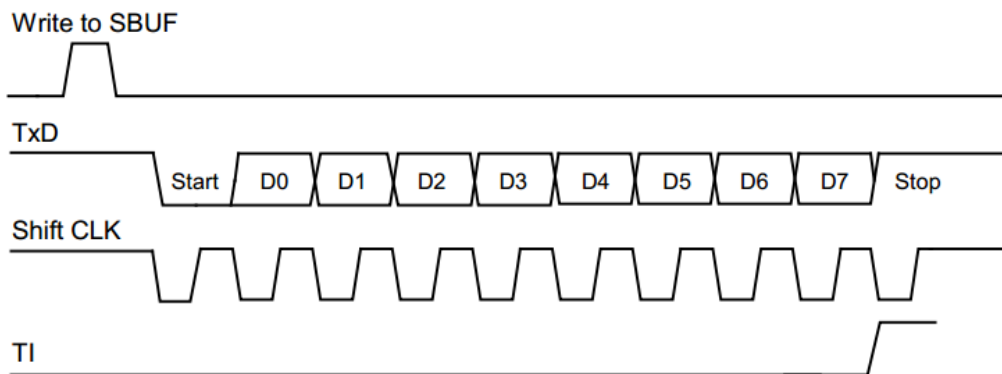 Write to SBUF
TxD
Start D0 D1 D2 D3 D4 D5 D6 D7 Stop
Shift CLK
TI